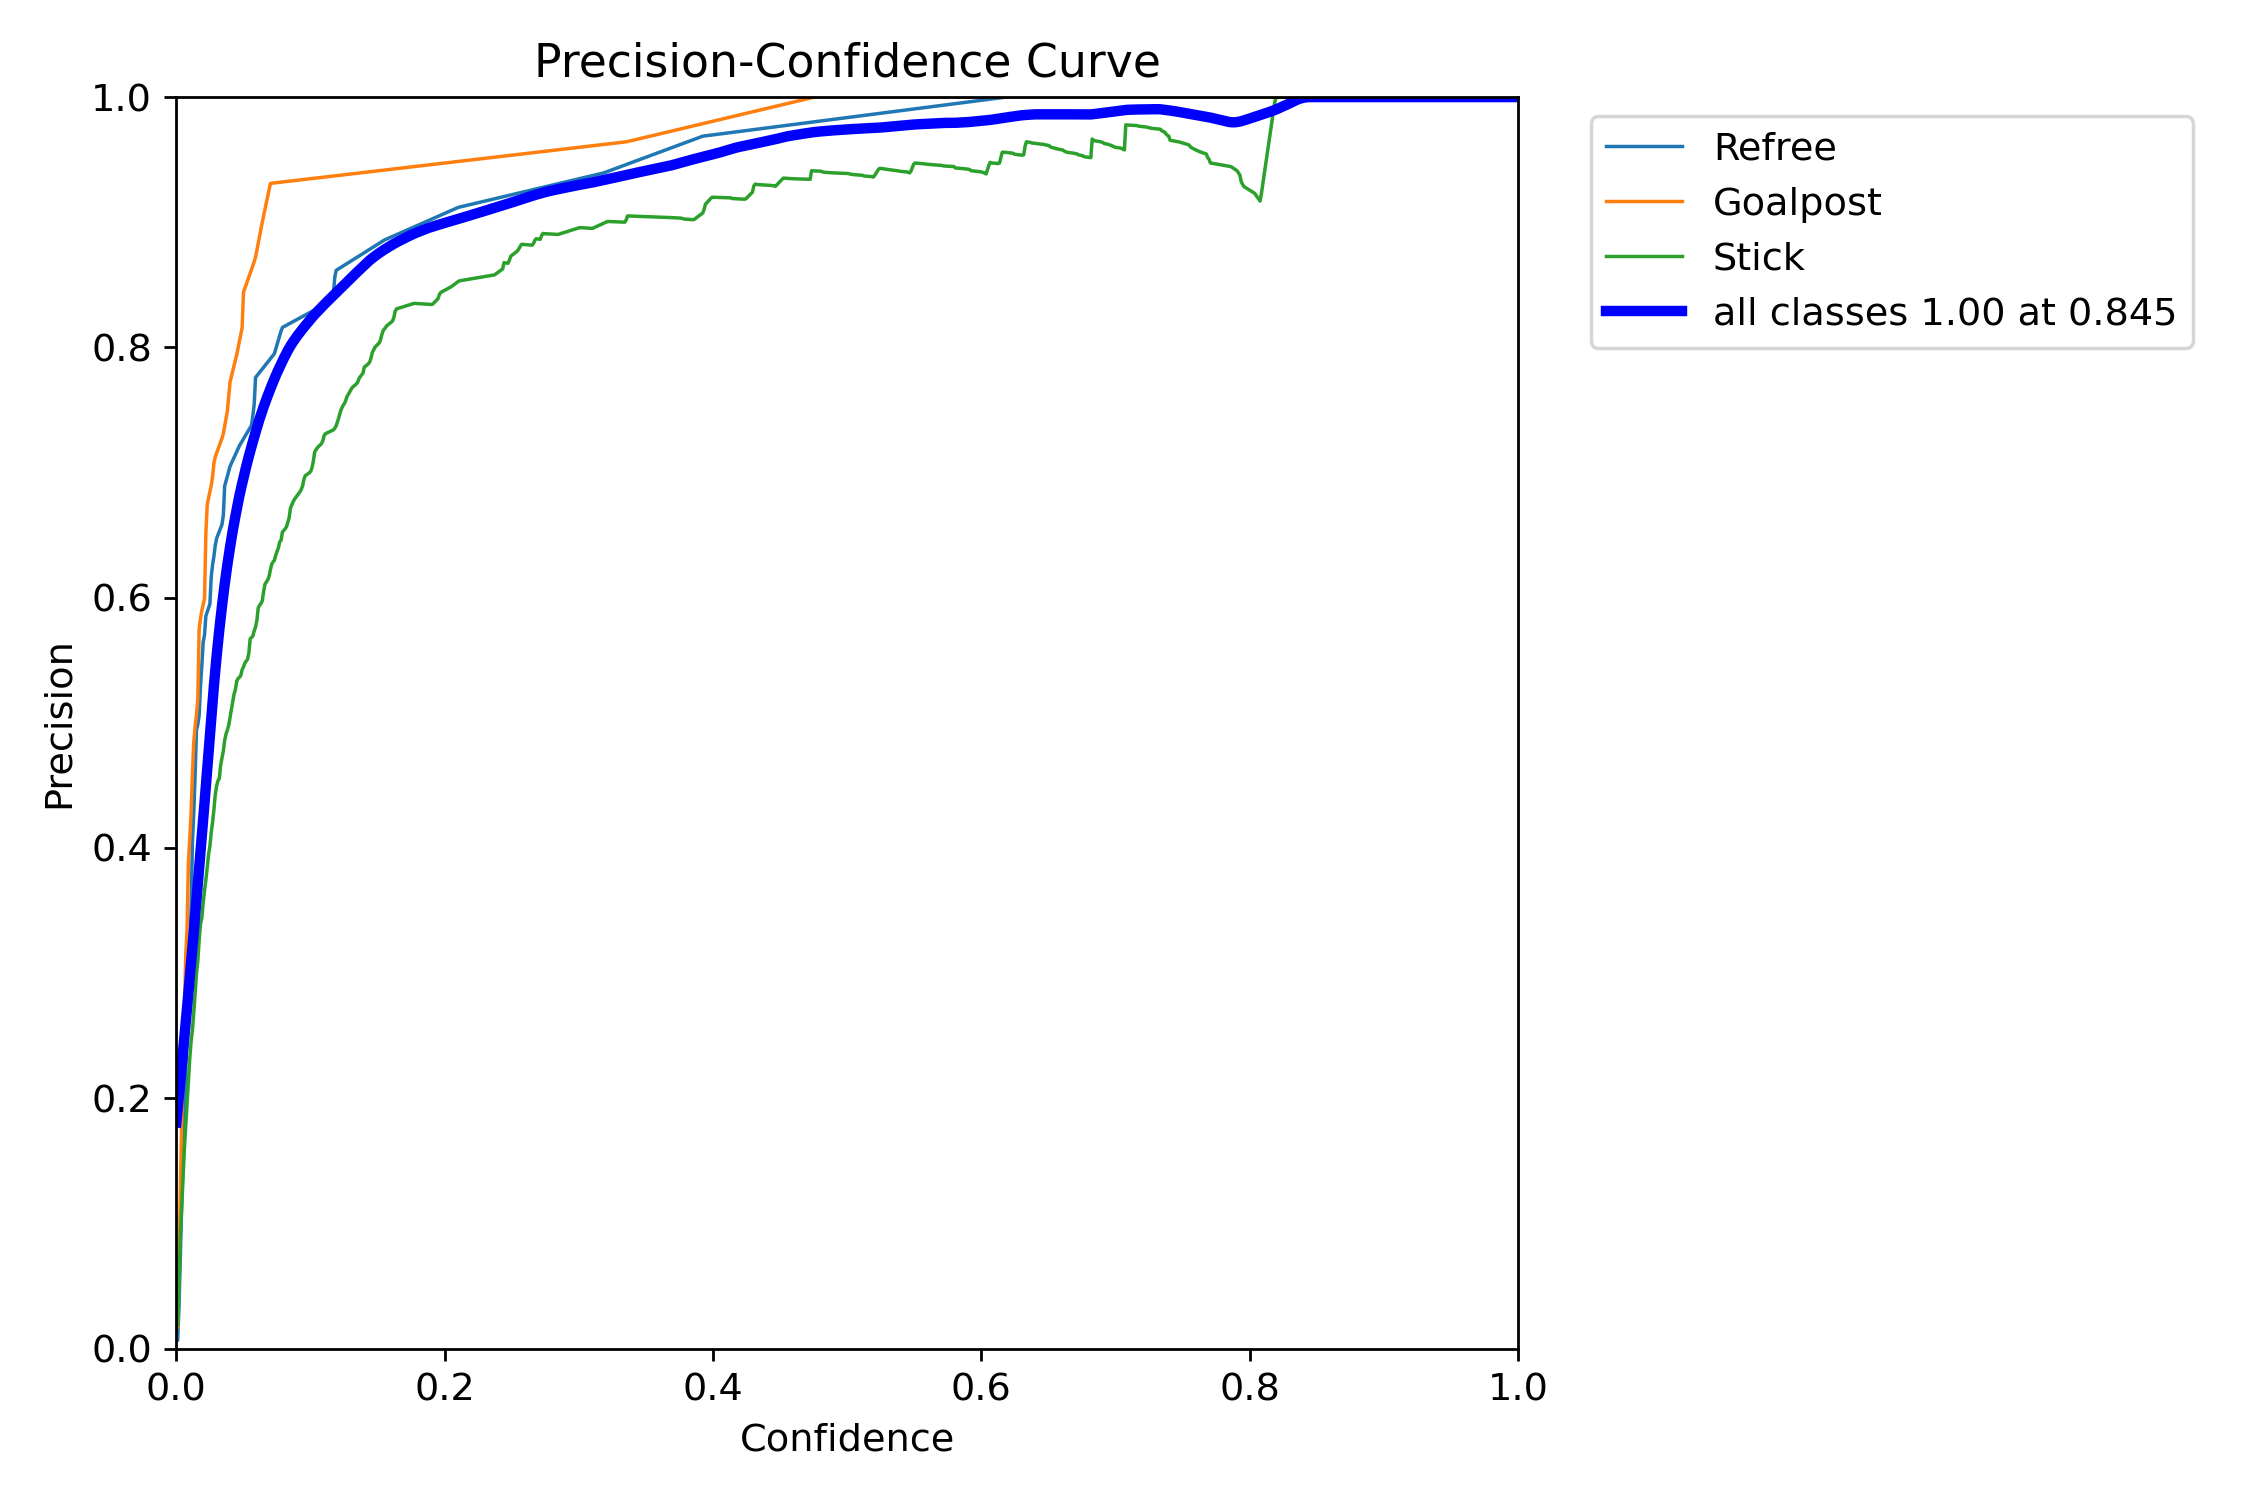 Precision-Confidence Curve
1.0
0.8
0.6
0.4
0.2
0.0
Precision
0.0 0.2 0.4 0.6 0.8 1.0
Confidence
Refree
Goalpost
Stick
all classes 1.00 at 0.845